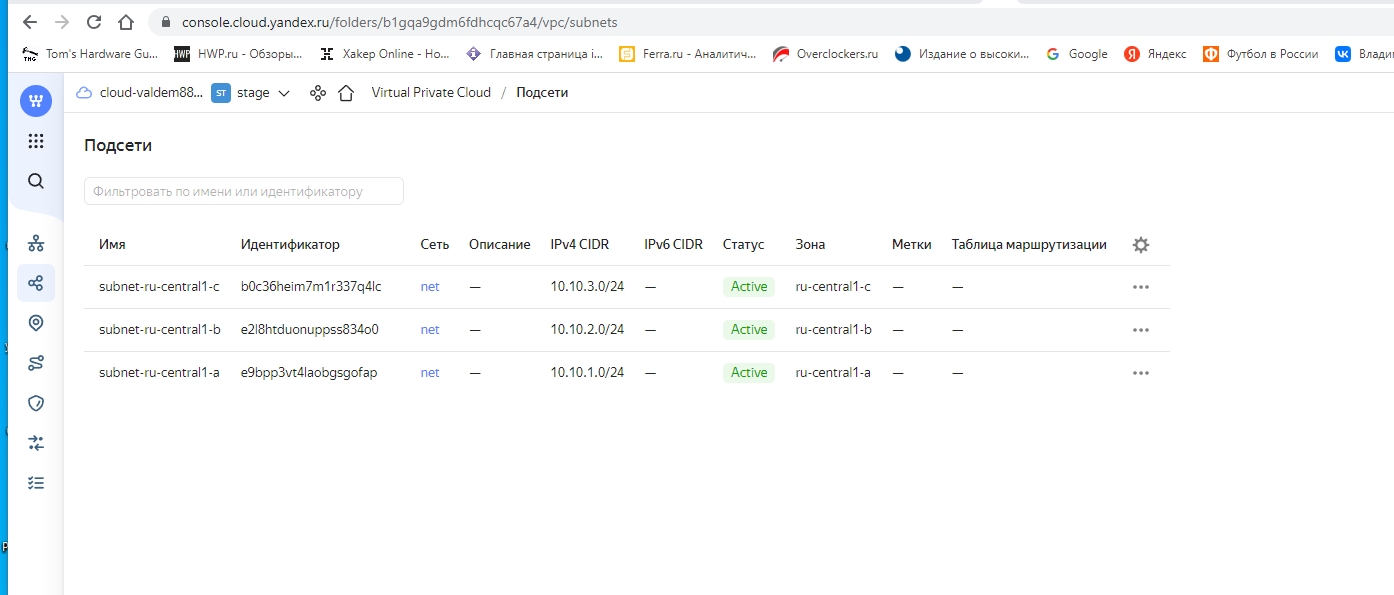 console.cloud.yandex.ru/folders/b1gqa9gdm6fdhcqc67a4/vpc/subnets
THG Tom's Hardware Gu... HWP HWP.ru - Обзоры... Хакер Online - Но... Главная страница i... Ferra.ru - Аналитич... Overclockers.ru Издание о высоки... Google Яндекс Футбол в России Влади
cloud-valdem88... ST stage Virtual Private Cloud / Подсети
Подсети
Фильтровать по имени или идентификатору
Имя Идентификатор Сеть Описание IPv4 CIDR IPv6 CIDR Статус Зона Метки Таблица маршрутизации
subnet-ru-central1-c b0c36heim7m1r337q4lc net — 10.10.3.0/24 — Active ru-central1-c — —
subnet-ru-central1-b e2l8htduonuppss834o0 net — 10.10.2.0/24 — Active ru-central1-b — —
subnet-ru-central1-a e9bpp3vt4laobgsgofap net — 10.10.1.0/24 — Active ru-central1-a — —